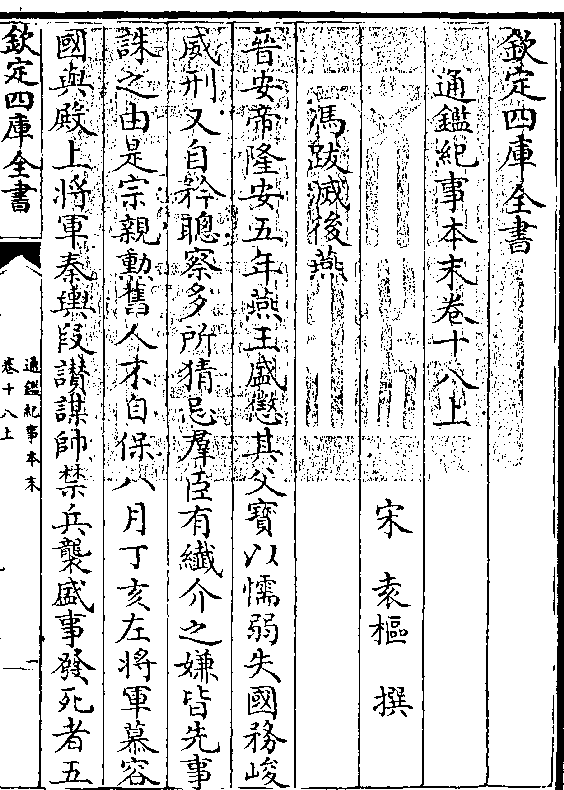 欽定四庫全書
通鑑紀事本末卷十八上
宋 袁樞 撰
馮跋滅後燕
晉安帝隆安五年燕王盛懲其父寶以懦弱失國務峻
威刑又自矜聰察多所猜忌羣臣有纖介之嫌皆先事
誅之由是宗親勳舊人不自保八月丁亥左將軍慕容
國與殿上將軍秦輿段讃謀帥禁兵襲盛事發死者五
欽定四庫全書
通鑑紀事本末
卷十八上
一